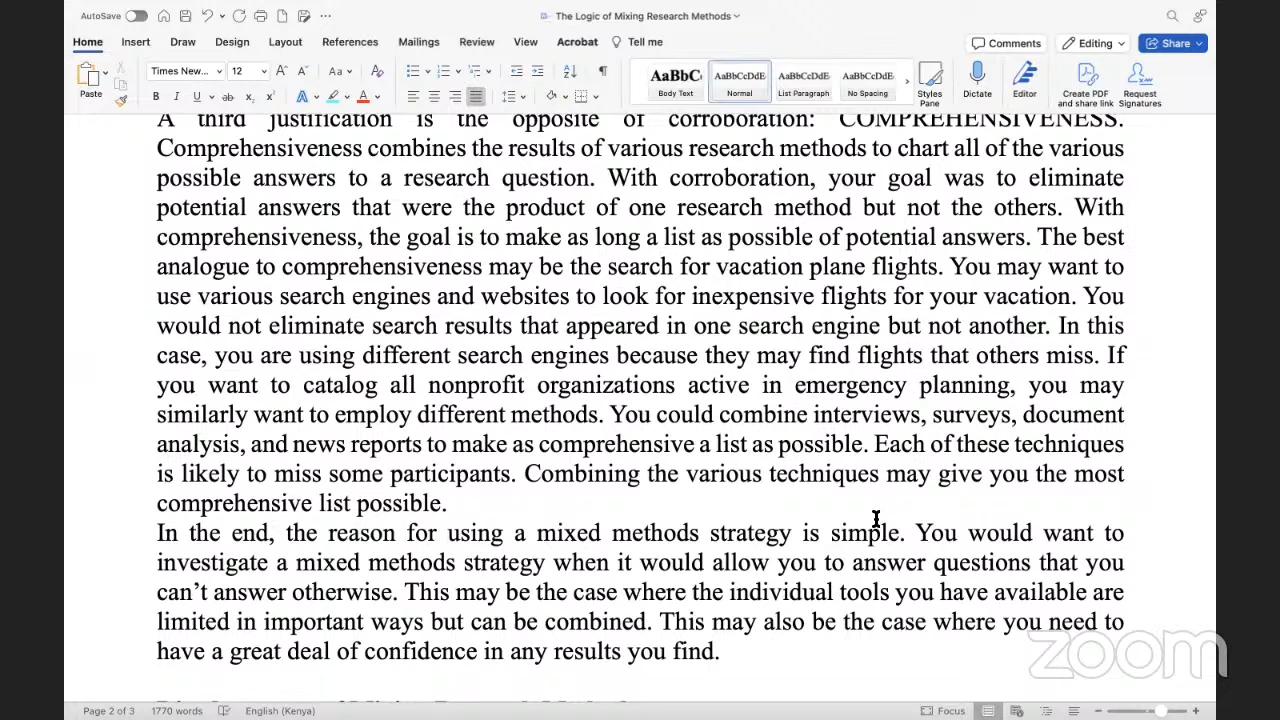 AutoSave
The Logic of Mixing Research Methods
Home Insert Draw Design Layout References Mailings Review View Acrobat Tell me
Comments Editing Share
Paste
Times New... 12
AaBbC AaBbCcDdE AaBbCcDdE AaBbCcDdE
Body Text Normal List Paragraph No Spacing
Styles Pane
Dictate
Editor
Create PDF and share link
Request Signatures
A third justification is the opposite of corroboration: COMPREHENSIVENESS.
Comprehensiveness combines the results of various research methods to chart all of the various
possible answers to a research question. With corroboration, your goal was to eliminate
potential answers that were the product of one research method but not the others. With
comprehensiveness, the goal is to make as long a list as possible of potential answers. The best
analogue to comprehensiveness may be the search for vacation plane flights. You may want to
use various search engines and websites to look for inexpensive flights for your vacation. You
would not eliminate search results that appeared in one search engine but not another. In this
case, you are using different search engines because they may find flights that others miss. If
you want to catalog all nonprofit organizations active in emergency planning, you may
similarly want to employ different methods. You could combine interviews, surveys, document
analysis, and news reports to make as comprehensive a list as possible. Each of these techniques
is likely to miss some participants. Combining the various techniques may give you the most
comprehensive list possible.
In the end, the reason for using a mixed methods strategy is simple. You would want to
investigate a mixed methods strategy when it would allow you to answer questions that you
can't answer otherwise. This may be the case where the individual tools you have available are
limited in important ways but can be combined. This may also be the case where you need to
have a great deal of confidence in any results you find.
zoom
Page 2 of 3 1770 words English (Kenya) Focus